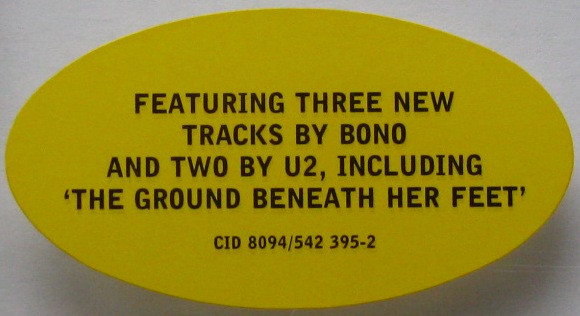 FEATURING THREE NEW
TRACKS BY BONO
AND TWO BY U2, INCLUDING
‘THE GROUND BENEATH HER FEET’
CID 8094/542 395-2